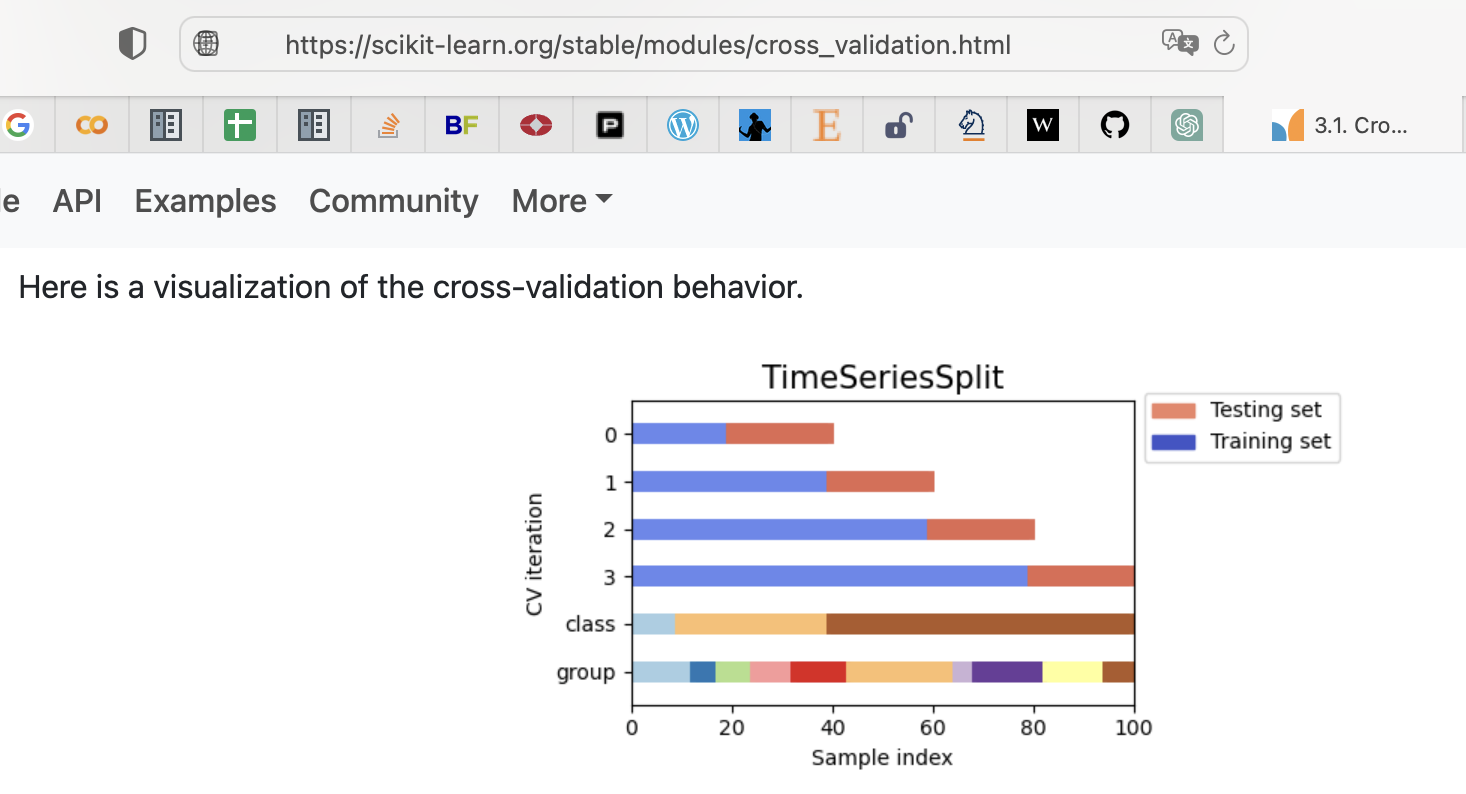 https://scikit-learn.org/stable/modules/cross_validation.html
G CO BF P W E W 3.1. Cro...
e API Examples Community More
Here is a visualization of the cross-validation behavior.
TimeSeriesSplit
Testing set
Training set
CV iteration
0
1
2
3
class
group
0 20 40 60 80 100
Sample index